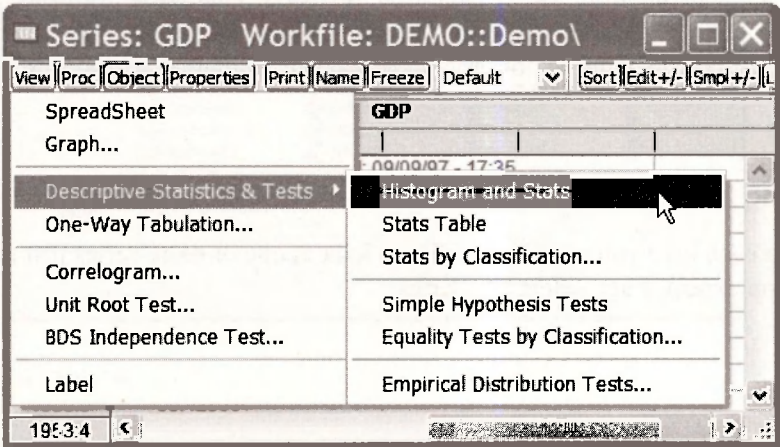 Series: GDP Workfile: DEMO::Demo\
View Proc Object Properties Print Name Freeze Default Sort Edit+/- Smpl+/-
SpreadSheet
GDP
Graph...
09/09/97 - 17:35
Descriptive Statistics & Tests
Histogram and Stats
One-Way Tabulation...
Stats Table
Stats by Classification...
Correlogram...
Unit Root Test...
Simple Hypothesis Tests
BDS Independence Test...
Equality Tests by Classification...
Label
Empirical Distribution Tests...
1953:4